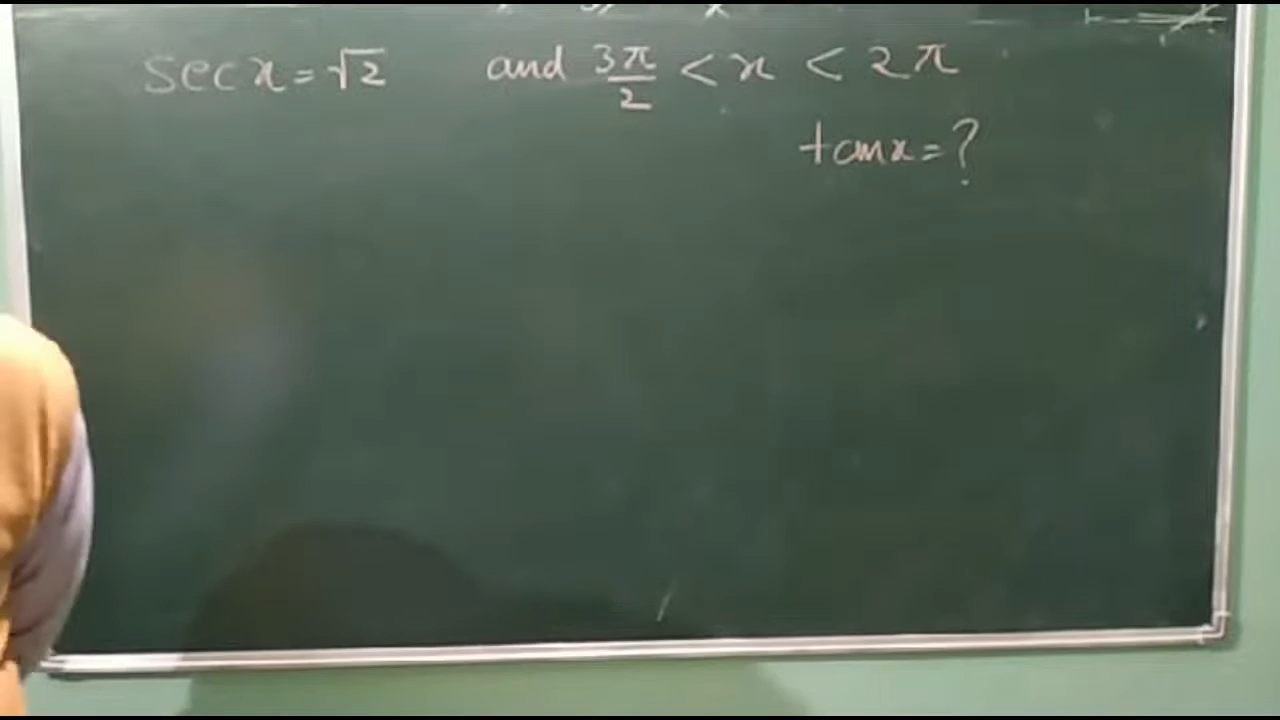 sec x = √2 and 3π/2 < x < 2π
tan x = ?